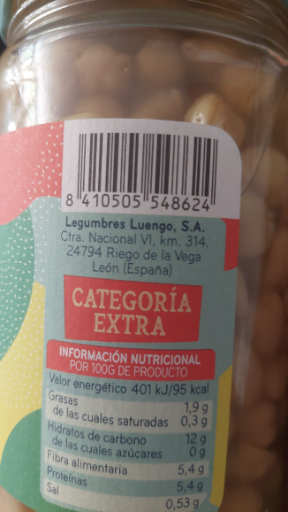 8 410505 548624
Legumbres Luengo, S.A.
Ctra. Nacional VI, km. 314.
24794 Riego de la Vega
León (España)
CATEGORÍA
EXTRA
INFORMACIÓN NUTRICIONAL
POR 100G DE PRODUCTO
Valor energético 401 kJ/95 kcal
Grasas 1,9 g
de las cuales saturadas 0,3 g
Hidratos de carbono 12 g
de las cuales azúcares 0 g
Fibra alimentaria 5,4 g
Proteínas 5,4 g
Sal 0,53 g